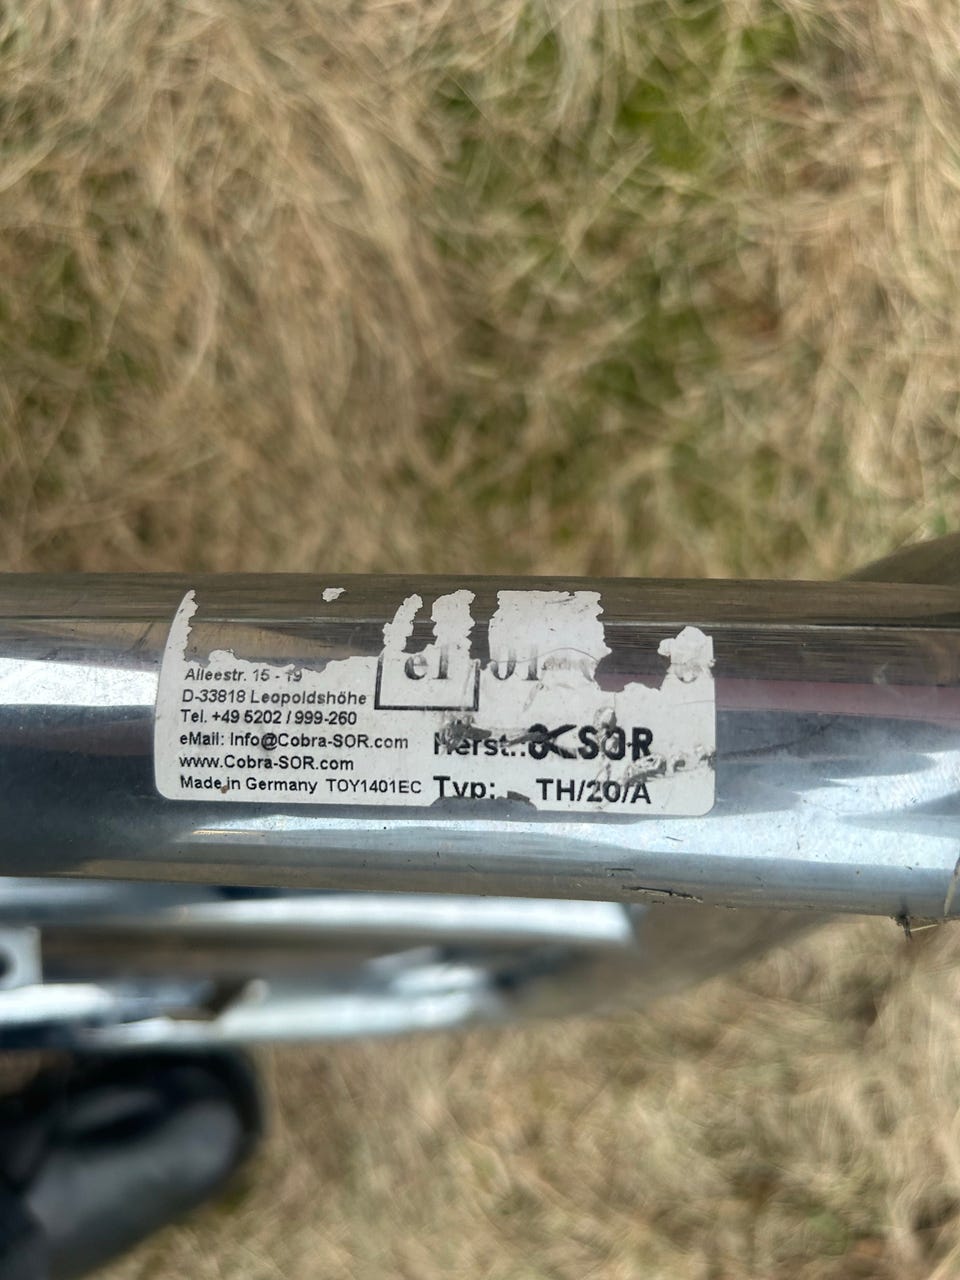 Alleestr. 15 - 19
D-33818 Leopoldshöhe
Tel. +49 5202 / 999-260
eMail: Info@Cobra-SOR.com
www.Cobra-SOR.com
Made in Germany TOY1401EC
e1 01
Herst.: SOR
Typ: TH/20/A